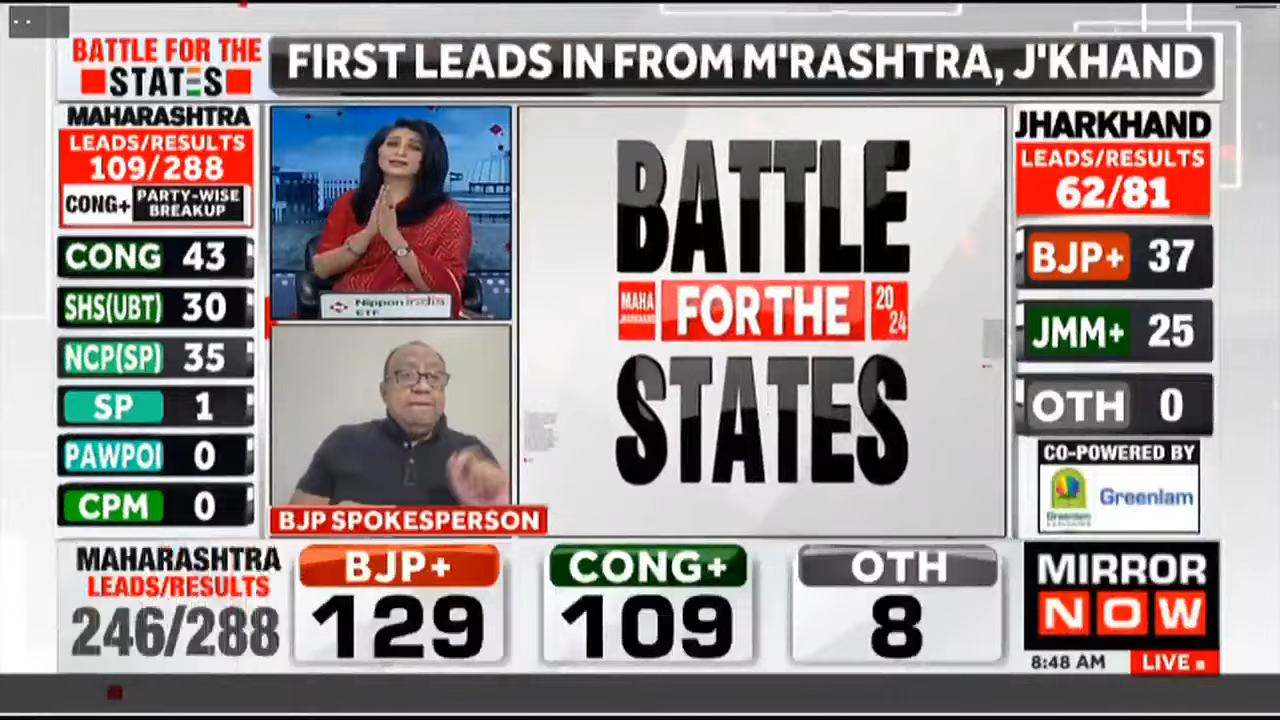 BATTLE FOR THE
STATES
FIRST LEADS IN FROM M'RASHTRA, J'KHAND
MAHARASHTRA
LEADS/RESULTS
109/288
CONG+ PARTY-WISE
BREAKUP
CONG 43
SHS(UBT) 30
NCP(SP) 35
SP 1
PAWPOI 0
CPM 0
Nippon India
ETF
BJP SPOKESPERSON
BATTLE
MAHA
JHARKHAND
FOR THE
20
24
STATES
JHARKHAND
LEADS/RESULTS
62/81
BJP+ 37
JMM+ 25
OTH 0
CO-POWERED BY
Greenlam
Greenlam
MAHARASHTRA
LEADS/RESULTS
246/288
BJP+
129
CONG+
109
OTH
8
MIRROR
NOW
8:48 AM LIVE